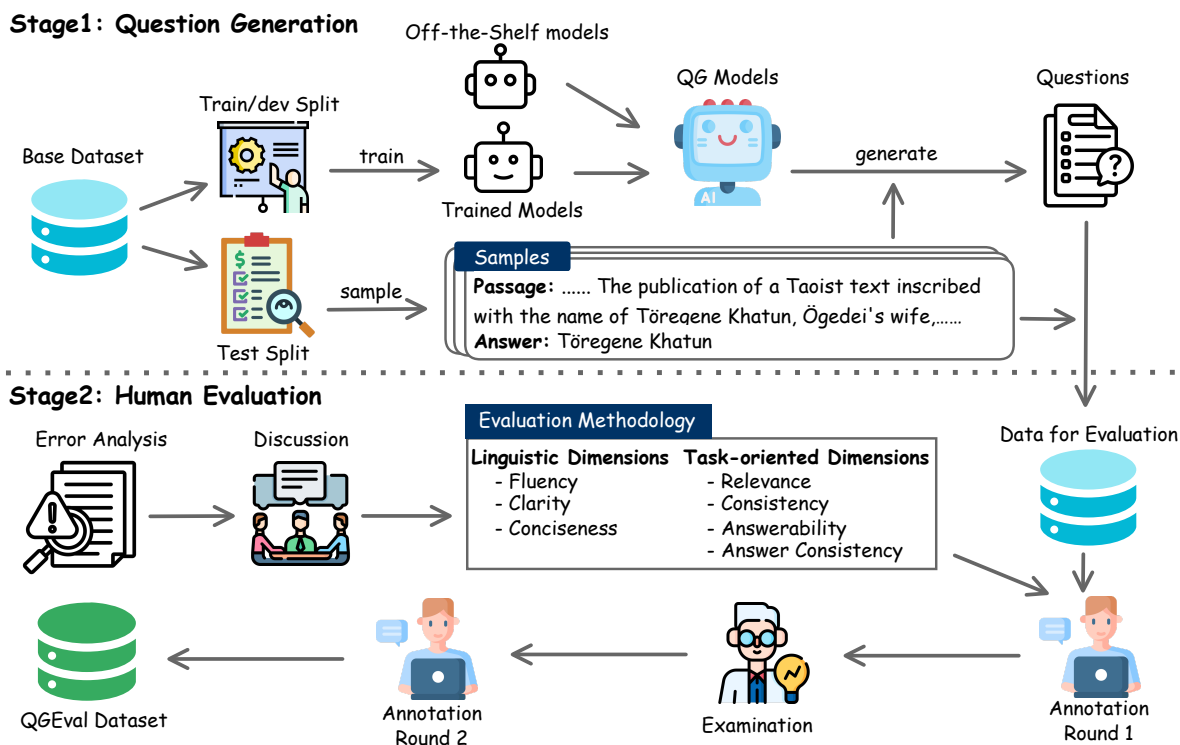 Stage1: Question Generation
Off-the-Shelf models
QG Models
Questions
Train/dev Split
Base Dataset
train
generate
Trained Models
AI
?
$
Samples
sample
Passage: ...... The publication of a Taoist text inscribed
with the name of Töregene Khatun, Ögedei's wife,......
Answer: Töregene Khatun
Test Split
Stage2: Human Evaluation
Evaluation Methodology
Error Analysis
Discussion
Data for Evaluation
Linguistic Dimensions
- Fluency
- Clarity
- Conciseness
Task-oriented Dimensions
- Relevance
- Consistency
- Answerability
- Answer Consistency
QGEval Dataset
Annotation
Round 2
Examination
Annotation
Round 1